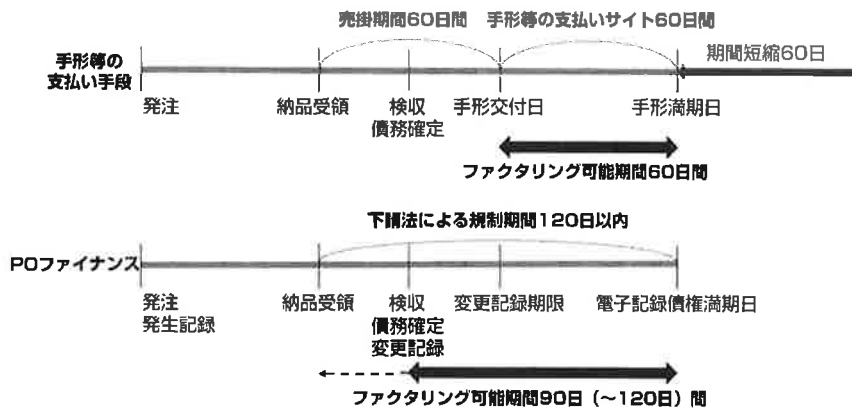 売掛期間60日間
手形等の支払いサイト60日間
期間短縮60日
手形等の
支払い手段
発注
納品受領
検収
債務確定
手形交付日
手形満期日
ファクタリング可能期間60日間
下請法による規制期間120日以内
POファイナンス
発注
発生記録
納品受領
検収
債務確定
変更記録
変更記録期限
電子記録債権満期日
ファクタリング可能期間90日（～120日）間